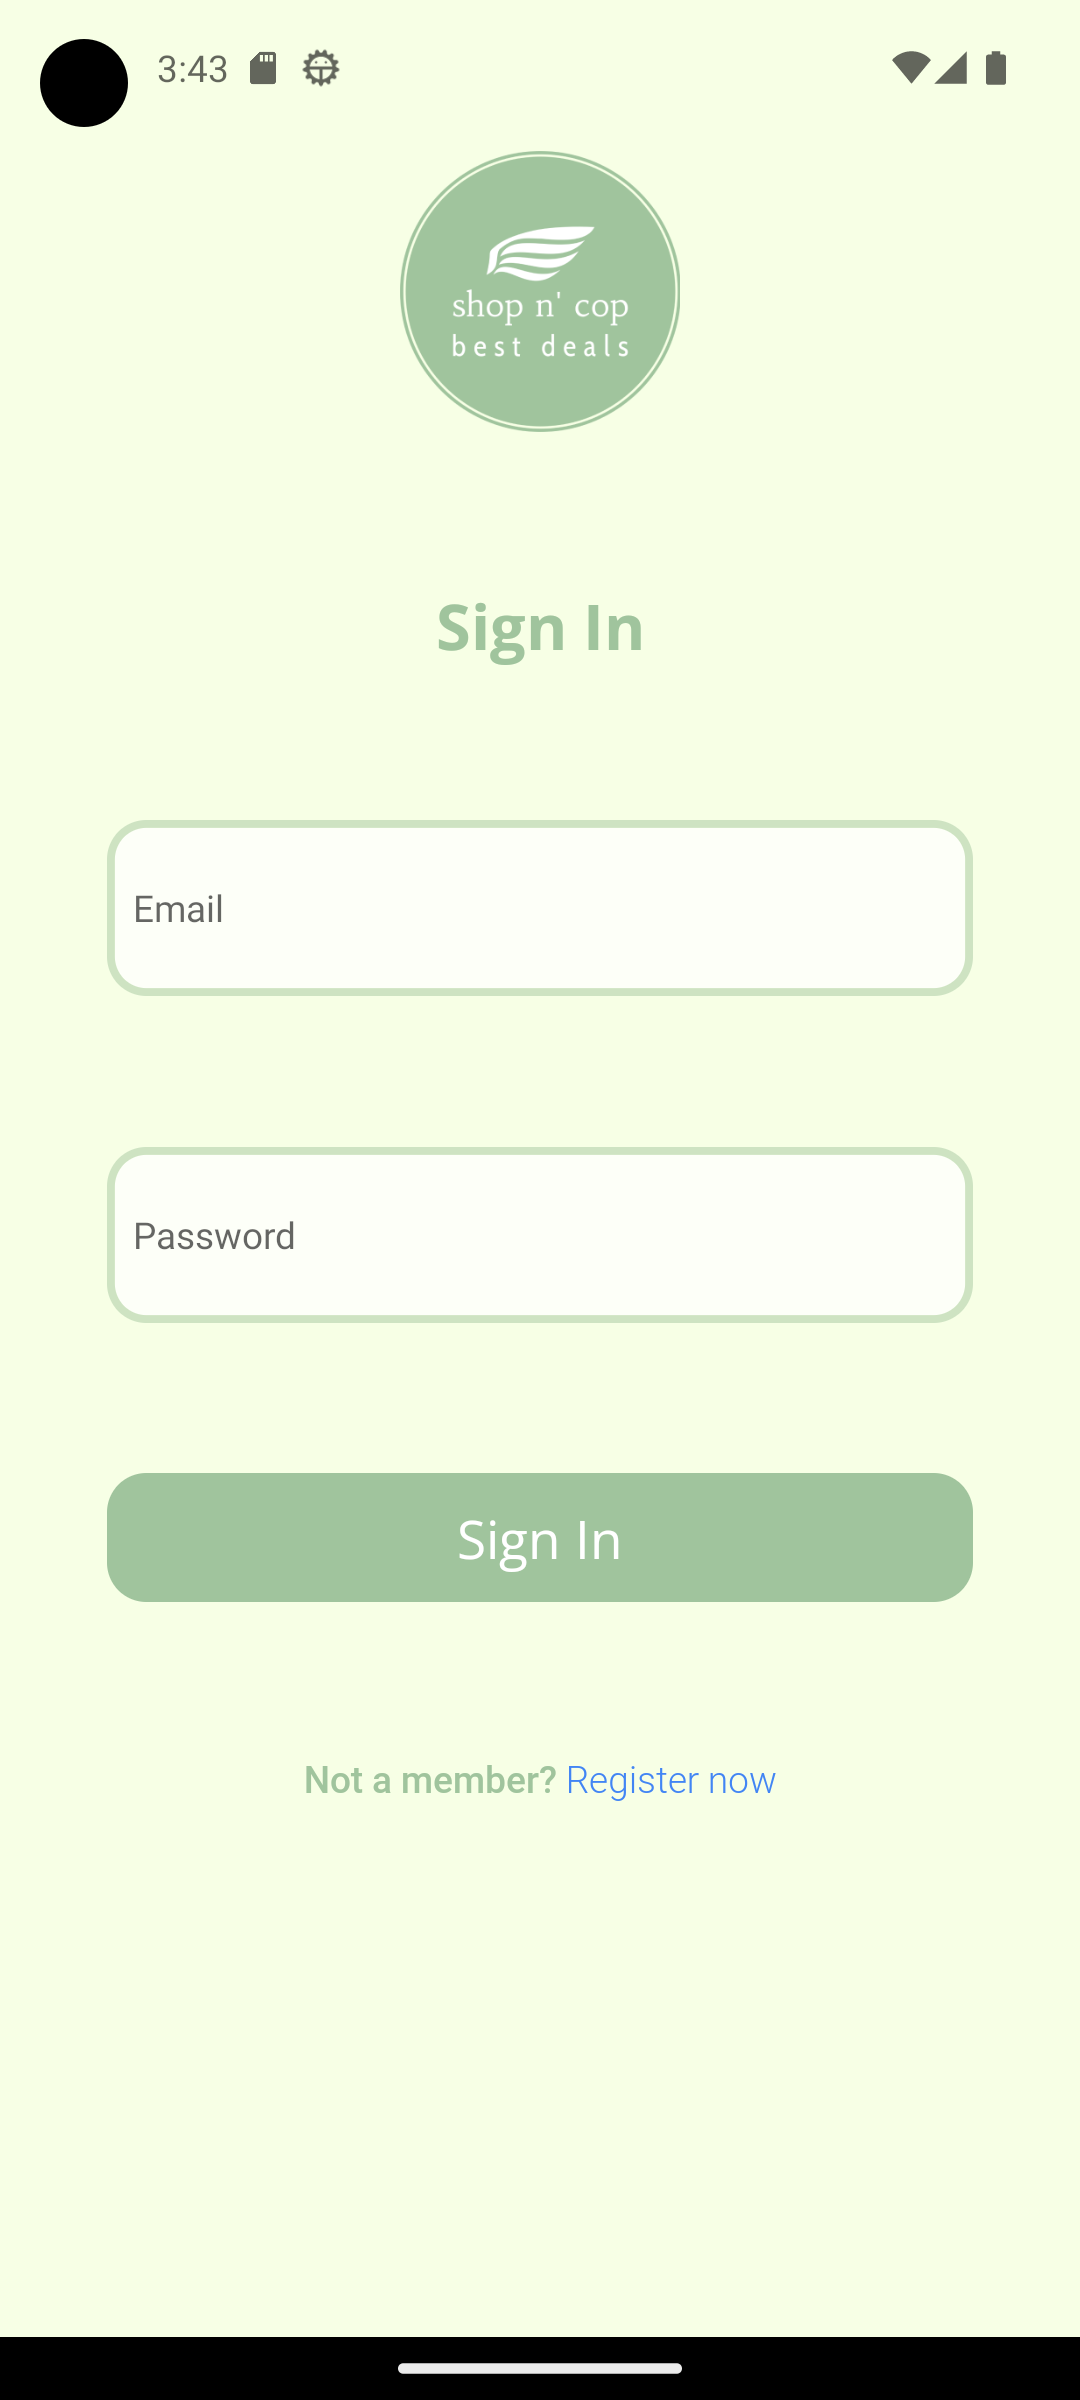 3:43
shop n' cop
best deals
Sign In
Email
Password
Sign In
Not a member? Register now